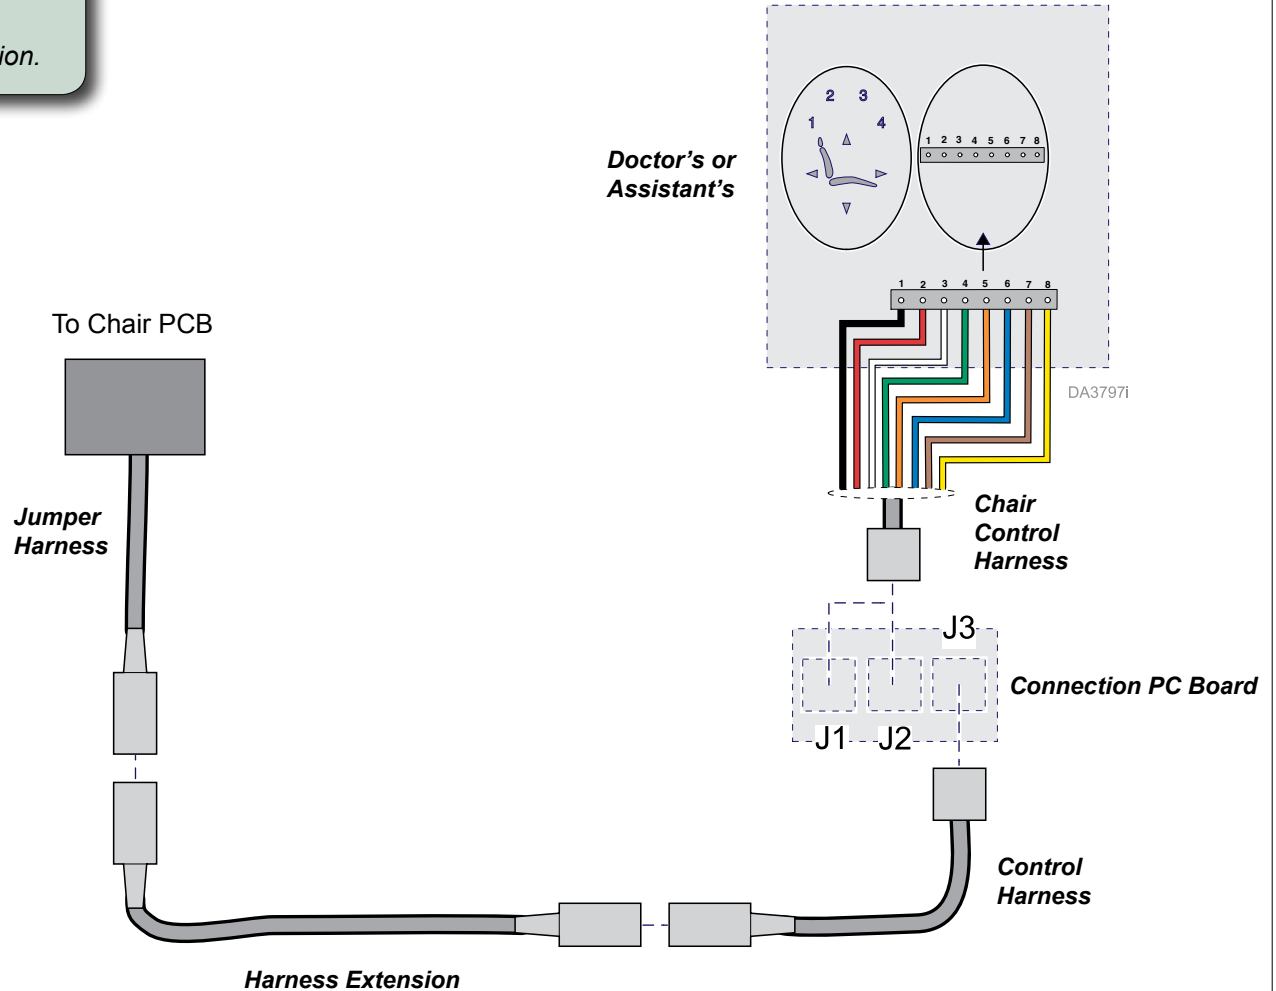 ion.
2 3
1 4
Doctor's or
Assistant's
1 2 3 4 5 6 7 8
1 2 3 4 5 6 7 8
To Chair PCB
DA3797i
Jumper
Harness
Chair
Control
Harness
J3
Connection PC Board
J1 J2
Control
Harness
Harness Extension